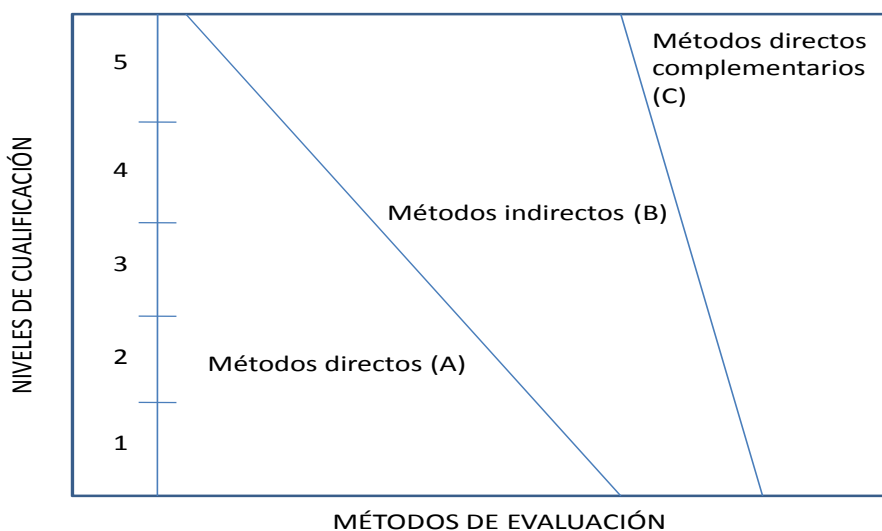 Métodos directos
complementarios
(C)
5
4
Métodos indirectos (B)
3
2
Métodos directos (A)
1
NIVELES DE CUALIFICACIÓN
MÉTODOS DE EVALUACIÓN